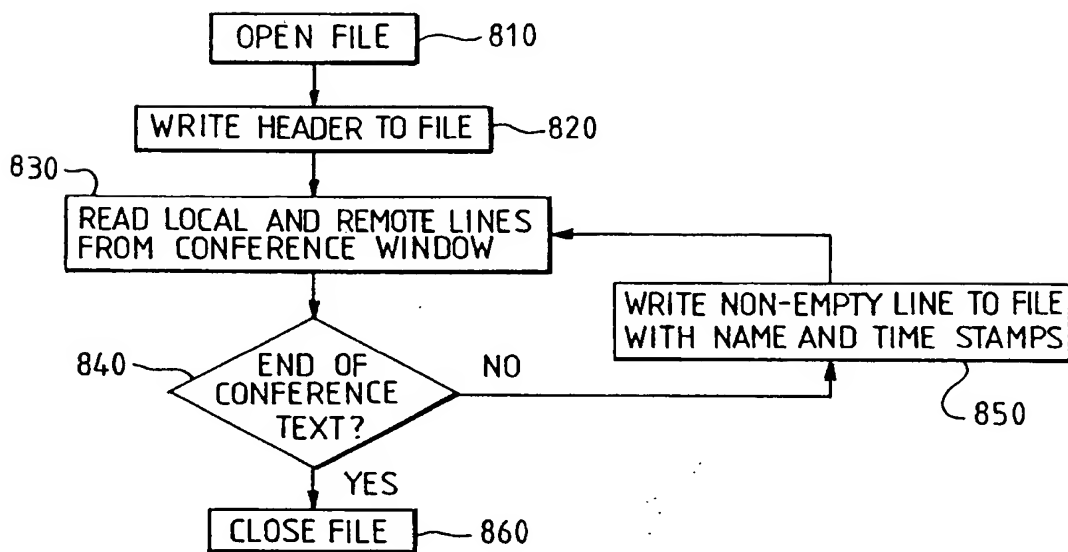 OPEN FILE
810
WRITE HEADER TO FILE
820
830
READ LOCAL AND REMOTE LINES
FROM CONFERENCE WINDOW
WRITE NON-EMPTY LINE TO FILE
WITH NAME AND TIME STAMPS
850
840
END OF
CONFERENCE
TEXT?
NO
YES
CLOSE FILE
860